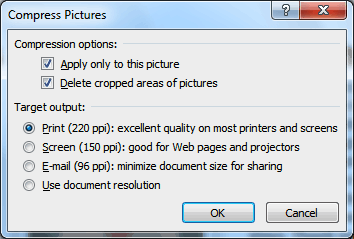 Compress Pictures
Compression options:
Apply only to this picture
Delete cropped areas of pictures
Target output:
Print (220 ppi): excellent quality on most printers and screens
Screen (150 ppi): good for Web pages and projectors
E-mail (96 ppi): minimize document size for sharing
Use document resolution
OK Cancel